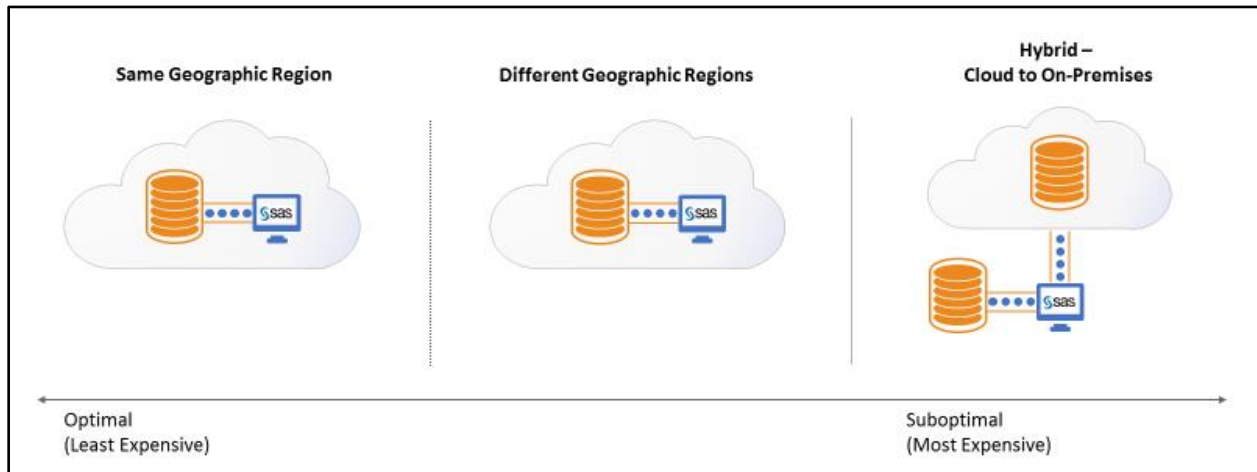 Same Geographic Region
Different Geographic Regions
Hybrid –
Cloud to On-Premises
sas
sas
sas
Optimal
(Least Expensive)
Suboptimal
(Most Expensive)